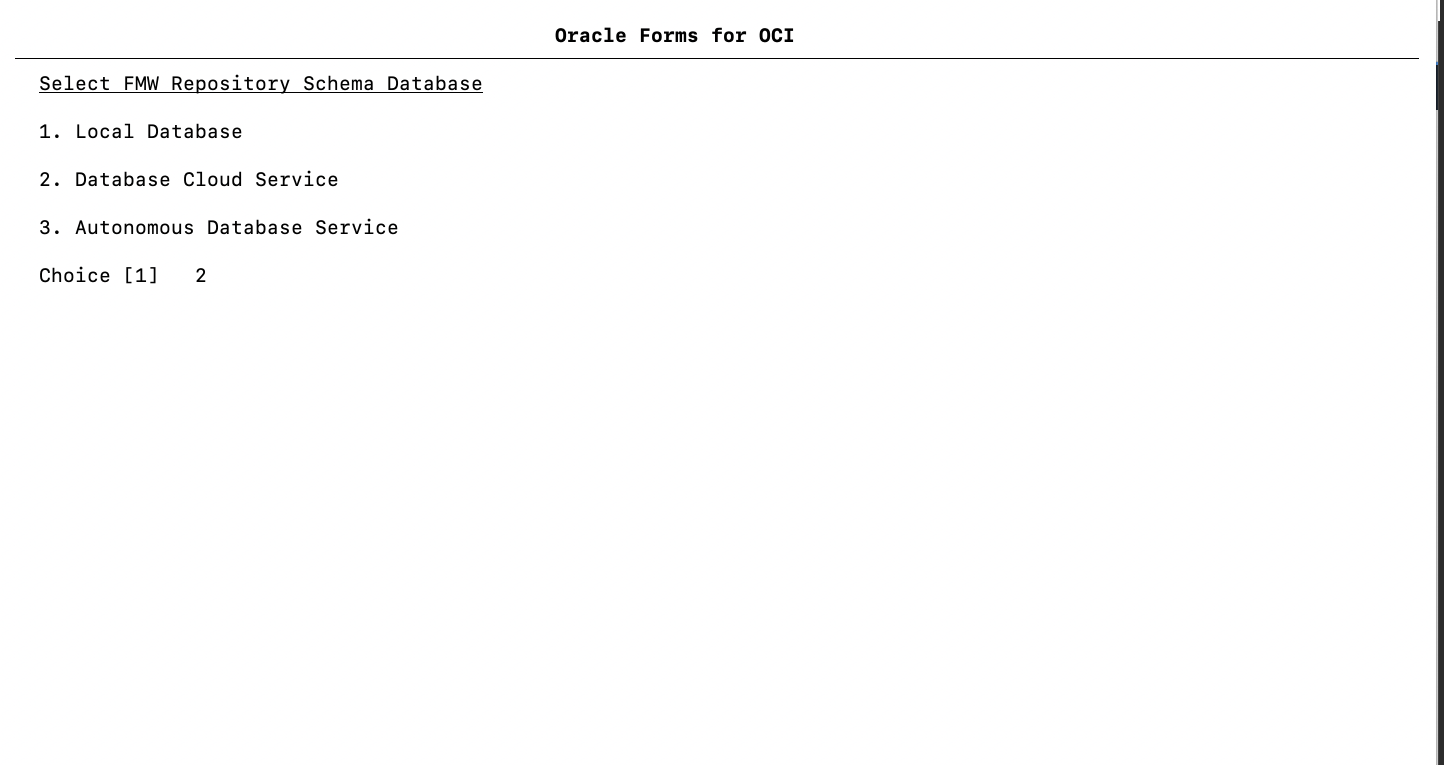 Oracle Forms for OCI
Select FMW Repository Schema Database
1. Local Database
2. Database Cloud Service
3. Autonomous Database Service
Choice [1]   2